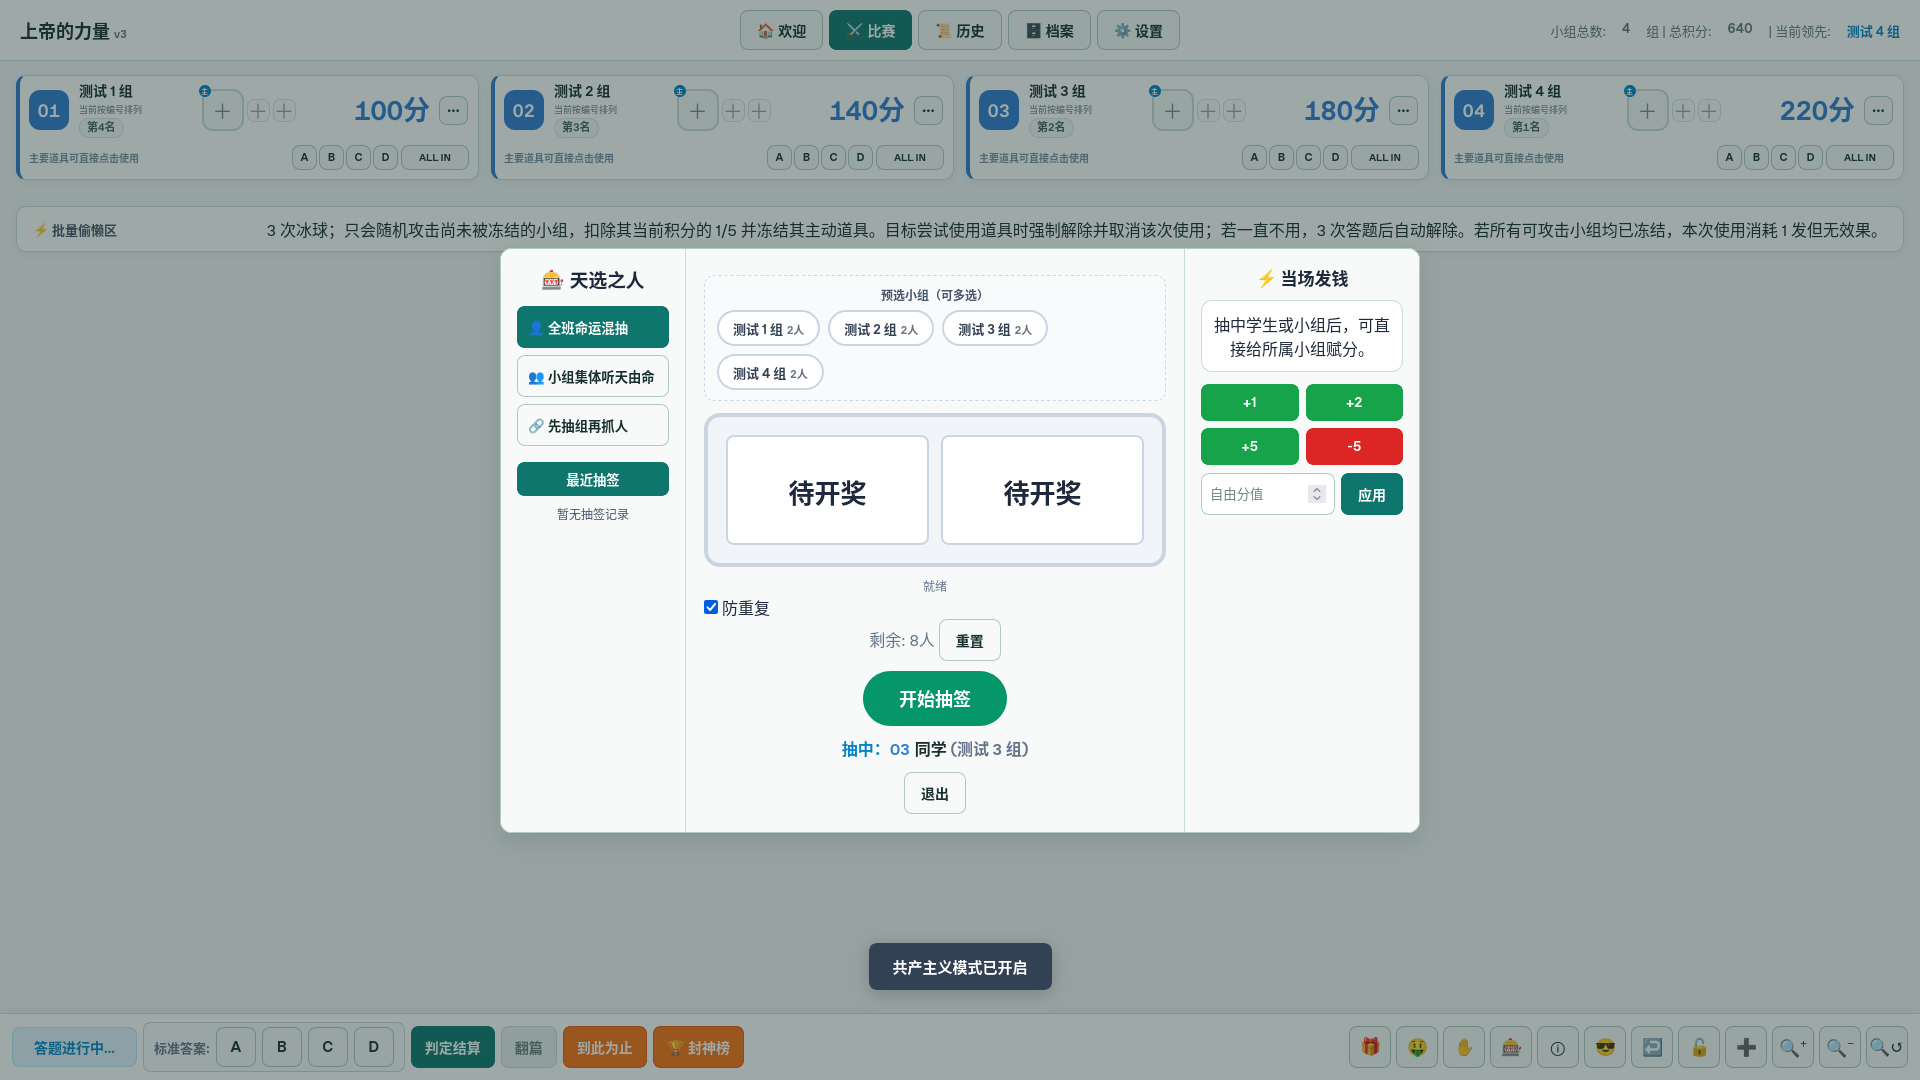 上帝的力量 v3
🏠 欢迎
⚔️ 比赛
📜 历史
🗄️ 档案
⚙️ 设置
小组总数: 4 组 | 总积分: 640 | 当前领先: 测试 4 组
01
测试 1 组
当前按编号排列
第4名
主
100分
···
主要道具可直接点击使用
A B C D ALL IN
02
测试 2 组
当前按编号排列
第3名
主
140分
···
主要道具可直接点击使用
A B C D ALL IN
03
测试 3 组
当前按编号排列
第2名
主
180分
···
主要道具可直接点击使用
A B C D ALL IN
04
测试 4 组
当前按编号排列
第1名
主
220分
···
主要道具可直接点击使用
A B C D ALL IN
⚡ 批量偷懒区
3 次冰球；只会随机攻击尚未被冻结的小组，扣除其当前积分的 1/5 并冻结其主动道具。目标尝试使用道具时强制解除并取消该次使用；若一直不用，3 次答题后自动解除。若所有可攻击小组均已冻结，本次使用消耗 1 发但无效果。
🎰 天选之人
👤 全班命运混抽
👥 小组集体听天由命
🔗 先抽组再抓人
最近抽签
暂无抽签记录
预选小组（可多选）
测试 1 组 2人
测试 2 组 2人
测试 3 组 2人
测试 4 组 2人
待开奖
待开奖
就绪
防重复
剩余: 8人
重置
开始抽签
抽中：03 同学 (测试 3 组)
退出
⚡ 当场发钱
抽中学生或小组后，可直
接给所属小组赋分。
+1
+2
+5
-5
自由分值
应用
共产主义模式已开启
答题进行中...
标准答案: A B C D
判定结算
翻篇
到此为止
🏆 封神榜